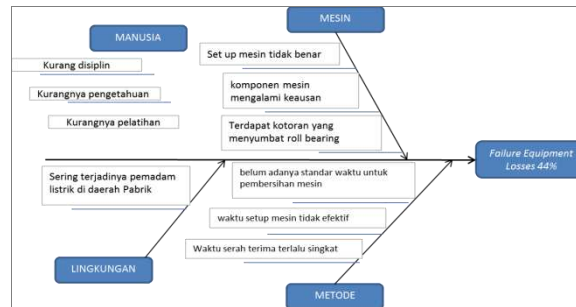 MANUSIA
MESIN
Kurang disiplin
Kurangnya pengetahuan
Kurangnya pelatihan
Set up mesin tidak benar
komponen mesin
mengalami keausan
Terdapat kotoran yang
menyumbat roll bearing
Failure Equipment
Losses 44%
Sering terjadinya pemadam
listrik di daerah Pabrik
belum adanya standar waktu untuk
pembersihan mesin
waktu setup mesin tidak efektif
Waktu serah terima terlalu singkat
LINGKUNGAN
METODE